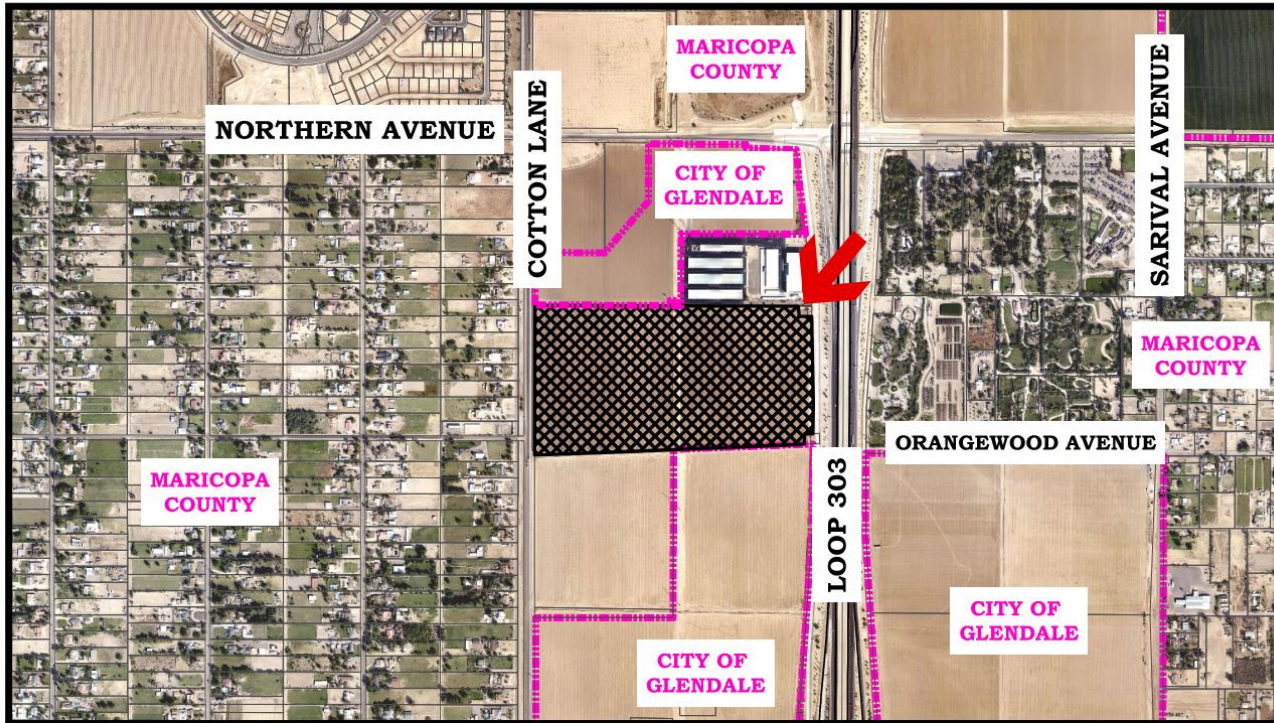 MARICOPA
COUNTY
NORTHERN AVENUE
COTTON LANE
CITY OF
GLENDALE
SARIVAL AVENUE
MARICOPA
COUNTY
ORANGEWOOD AVENUE
MARICOPA
COUNTY
LOOP 303
CITY OF
GLENDALE
CITY OF
GLENDALE